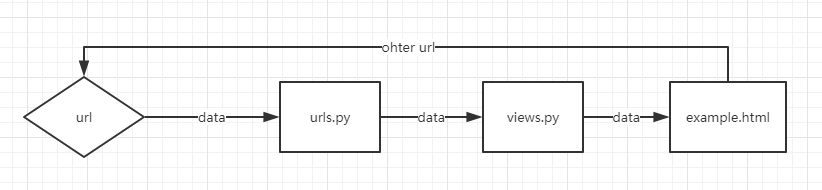 ohter url
url
data
urls.py
data
views.py
data
example.html